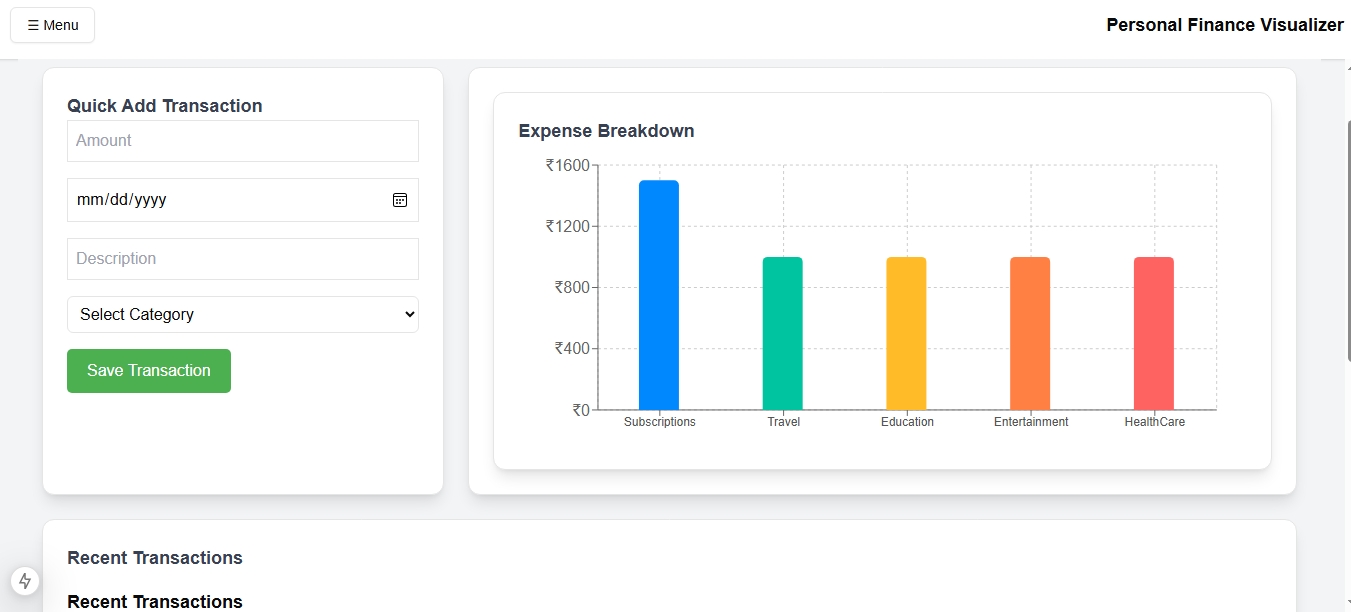 ☰ Menu
Personal Finance Visualizer
Quick Add Transaction
Amount
mm/dd/yyyy
Description
Select Category
Save Transaction
Expense Breakdown
₹1600
₹1200
₹800
₹400
₹0
Subscriptions Travel Education Entertainment HealthCare
Recent Transactions
Recent Transactions